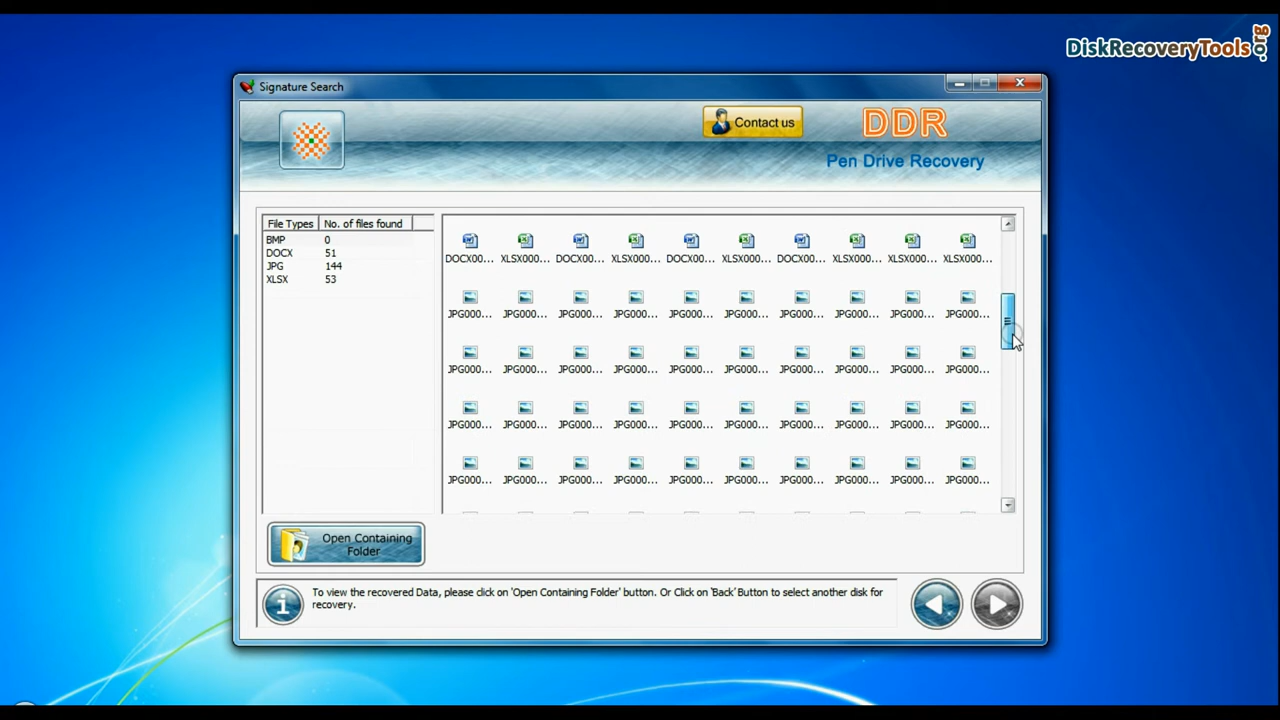 DiskRecoveryTools.org
Signature Search
Contact us
DDR
Pen Drive Recovery
File Types No. of files found
BMP 0
DOCX 51
JPG 144
XLSX 53
DOCX00... XLSX000... DOCX00... XLSX000... DOCX00... XLSX000... DOCX00... XLSX000... XLSX000... XLSX000...
JPG000... JPG000... JPG000... JPG000... JPG000... JPG000... JPG000... JPG000... JPG000... JPG000...
JPG000... JPG000... JPG000... JPG000... JPG000... JPG000... JPG000... JPG000... JPG000... JPG000...
JPG000... JPG000... JPG000... JPG000... JPG000... JPG000... JPG000... JPG000... JPG000... JPG000...
JPG000... JPG000... JPG000... JPG000... JPG000... JPG000... JPG000... JPG000... JPG000... JPG000...
Open Containing
Folder
To view the recovered Data, please click on 'Open Containing Folder' button. Or Click on 'Back' Button to select another disk for
recovery.